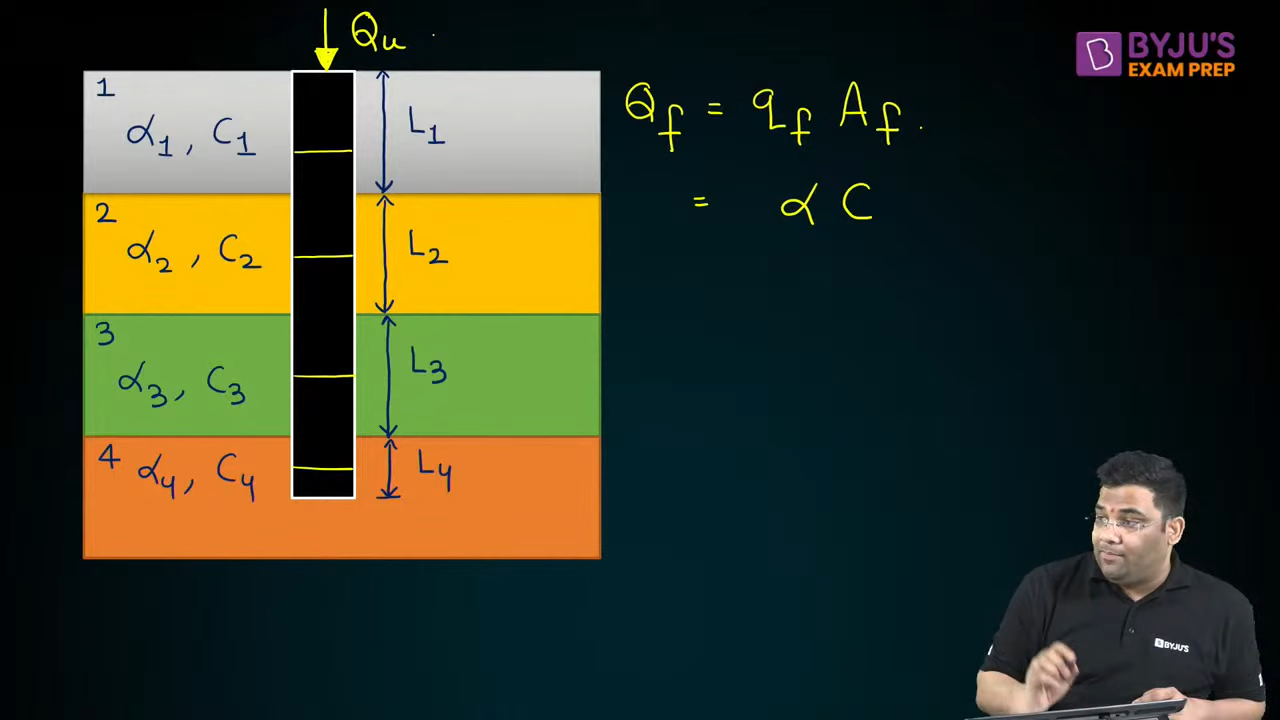 Qu
BYJU'S
EXAM PREP
1
α1, C1
L1
Qf = qf Af
= α C
2
α2, C2
L2
3
α3, C3
L3
4
α4, C4
L4
BYJU'S